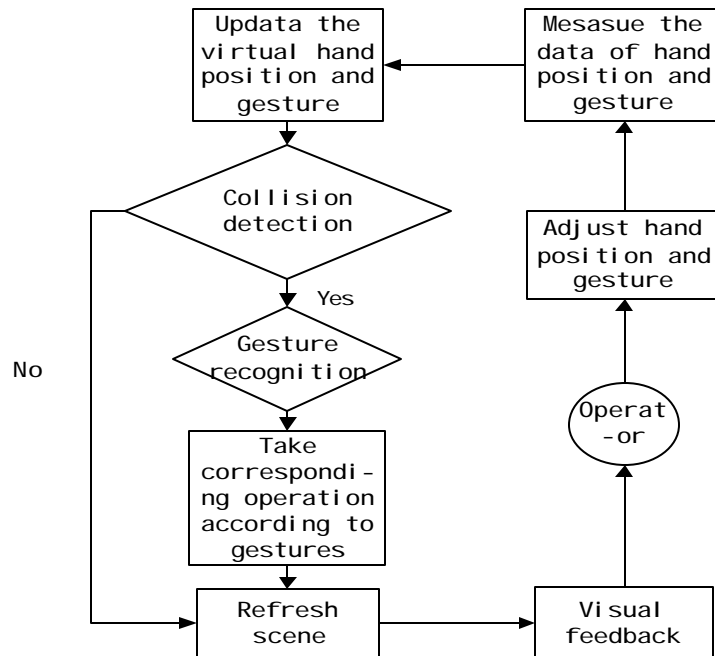 Updata the
virtual hand
position and
gesture
Mesasue the
data of hand
position and
gesture
Collision
detection
Adjust hand
position and
gesture
Yes
Gesture
recognition
No
Operat
-or
Take
correspondi-
ng operation
according to
gestures
Refresh
scene
Visual
feedback